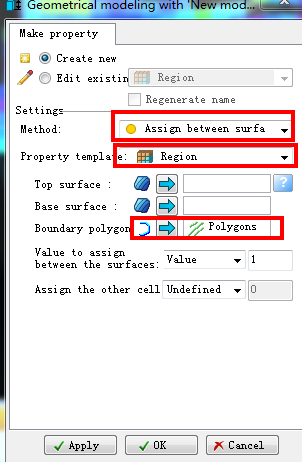 Geometrical modeling with 'New mod...
Make property
Create new
Edit existin
Region
Regenerate name
Settings
Method:
Assign between surfa
Property template:
Region
Top surface :
?
Base surface :
Boundary polygon
Polygons
Value to assign
between the surfaces:
Value
1
Assign the other cell
Undefined
0
Apply
OK
Cancel